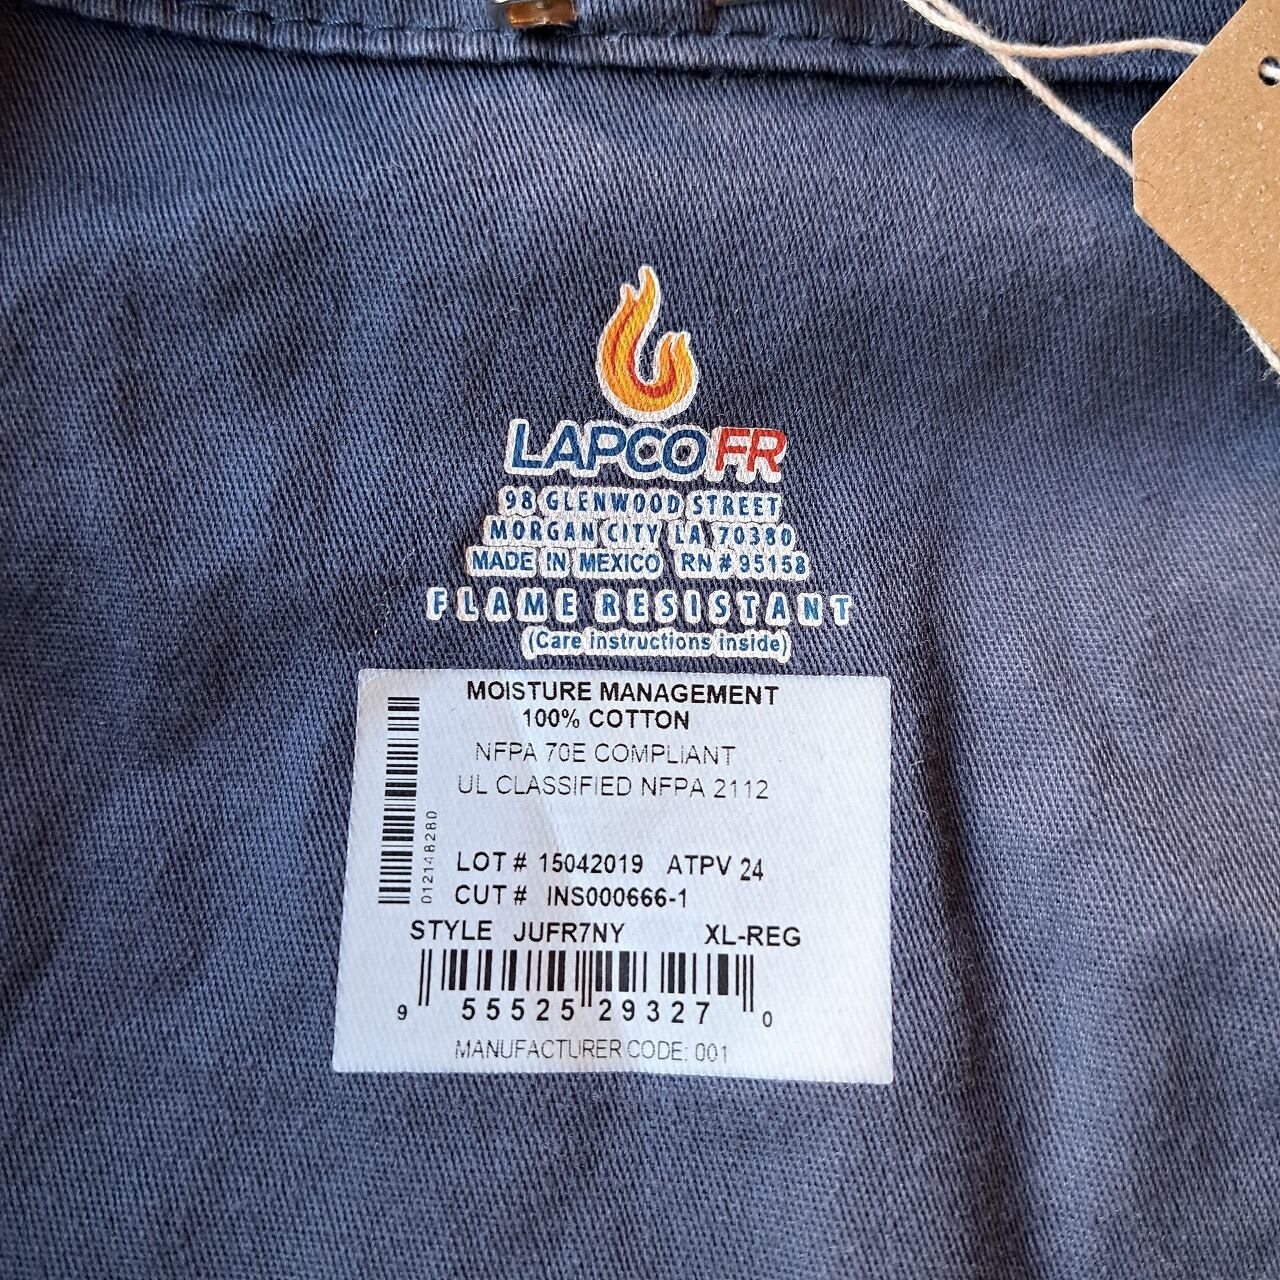 LAPCO FR
98 GLENWOOD STREET
MORGAN CITY LA 70380
MADE IN MEXICO RN # 95158
FLAME RESISTANT
(Care instructions inside)
MOISTURE MANAGEMENT
100% COTTON
NFPA 70E COMPLIANT
UL CLASSIFIED NFPA 2112
012148280
LOT # 15042019 ATPV 24
CUT # INS000666-1
STYLE JUFR7NY XL-REG
9 55525 29327 0
MANUFACTURER CODE: 001